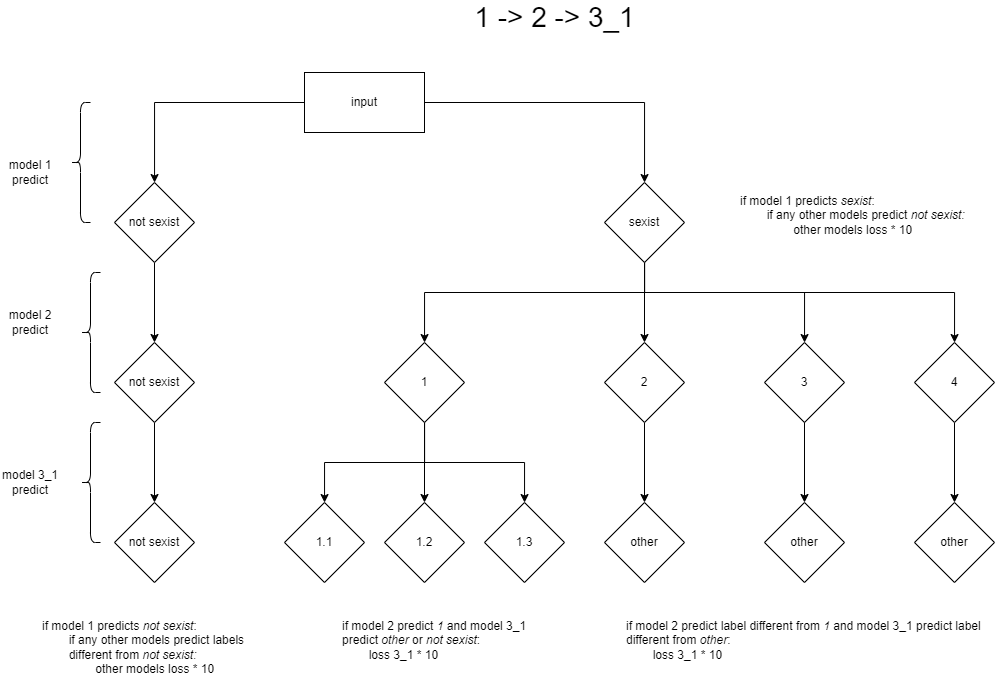 1 -> 2 -> 3_1
input
model 1
predict
not sexist
sexist
if model 1 predicts sexist:
if any other models predict not sexist:
other models loss * 10
model 2
predict
not sexist
1
2
3
4
model 3_1
predict
not sexist
1.1
1.2
1.3
other
other
other
if model 1 predicts not sexist:
if any other models predict labels
different from not sexist:
other models loss * 10
if model 2 predict 1 and model 3_1
predict other or not sexist:
loss 3_1 * 10
if model 2 predict label different from 1 and model 3_1 predict label
different from other:
loss 3_1 * 10